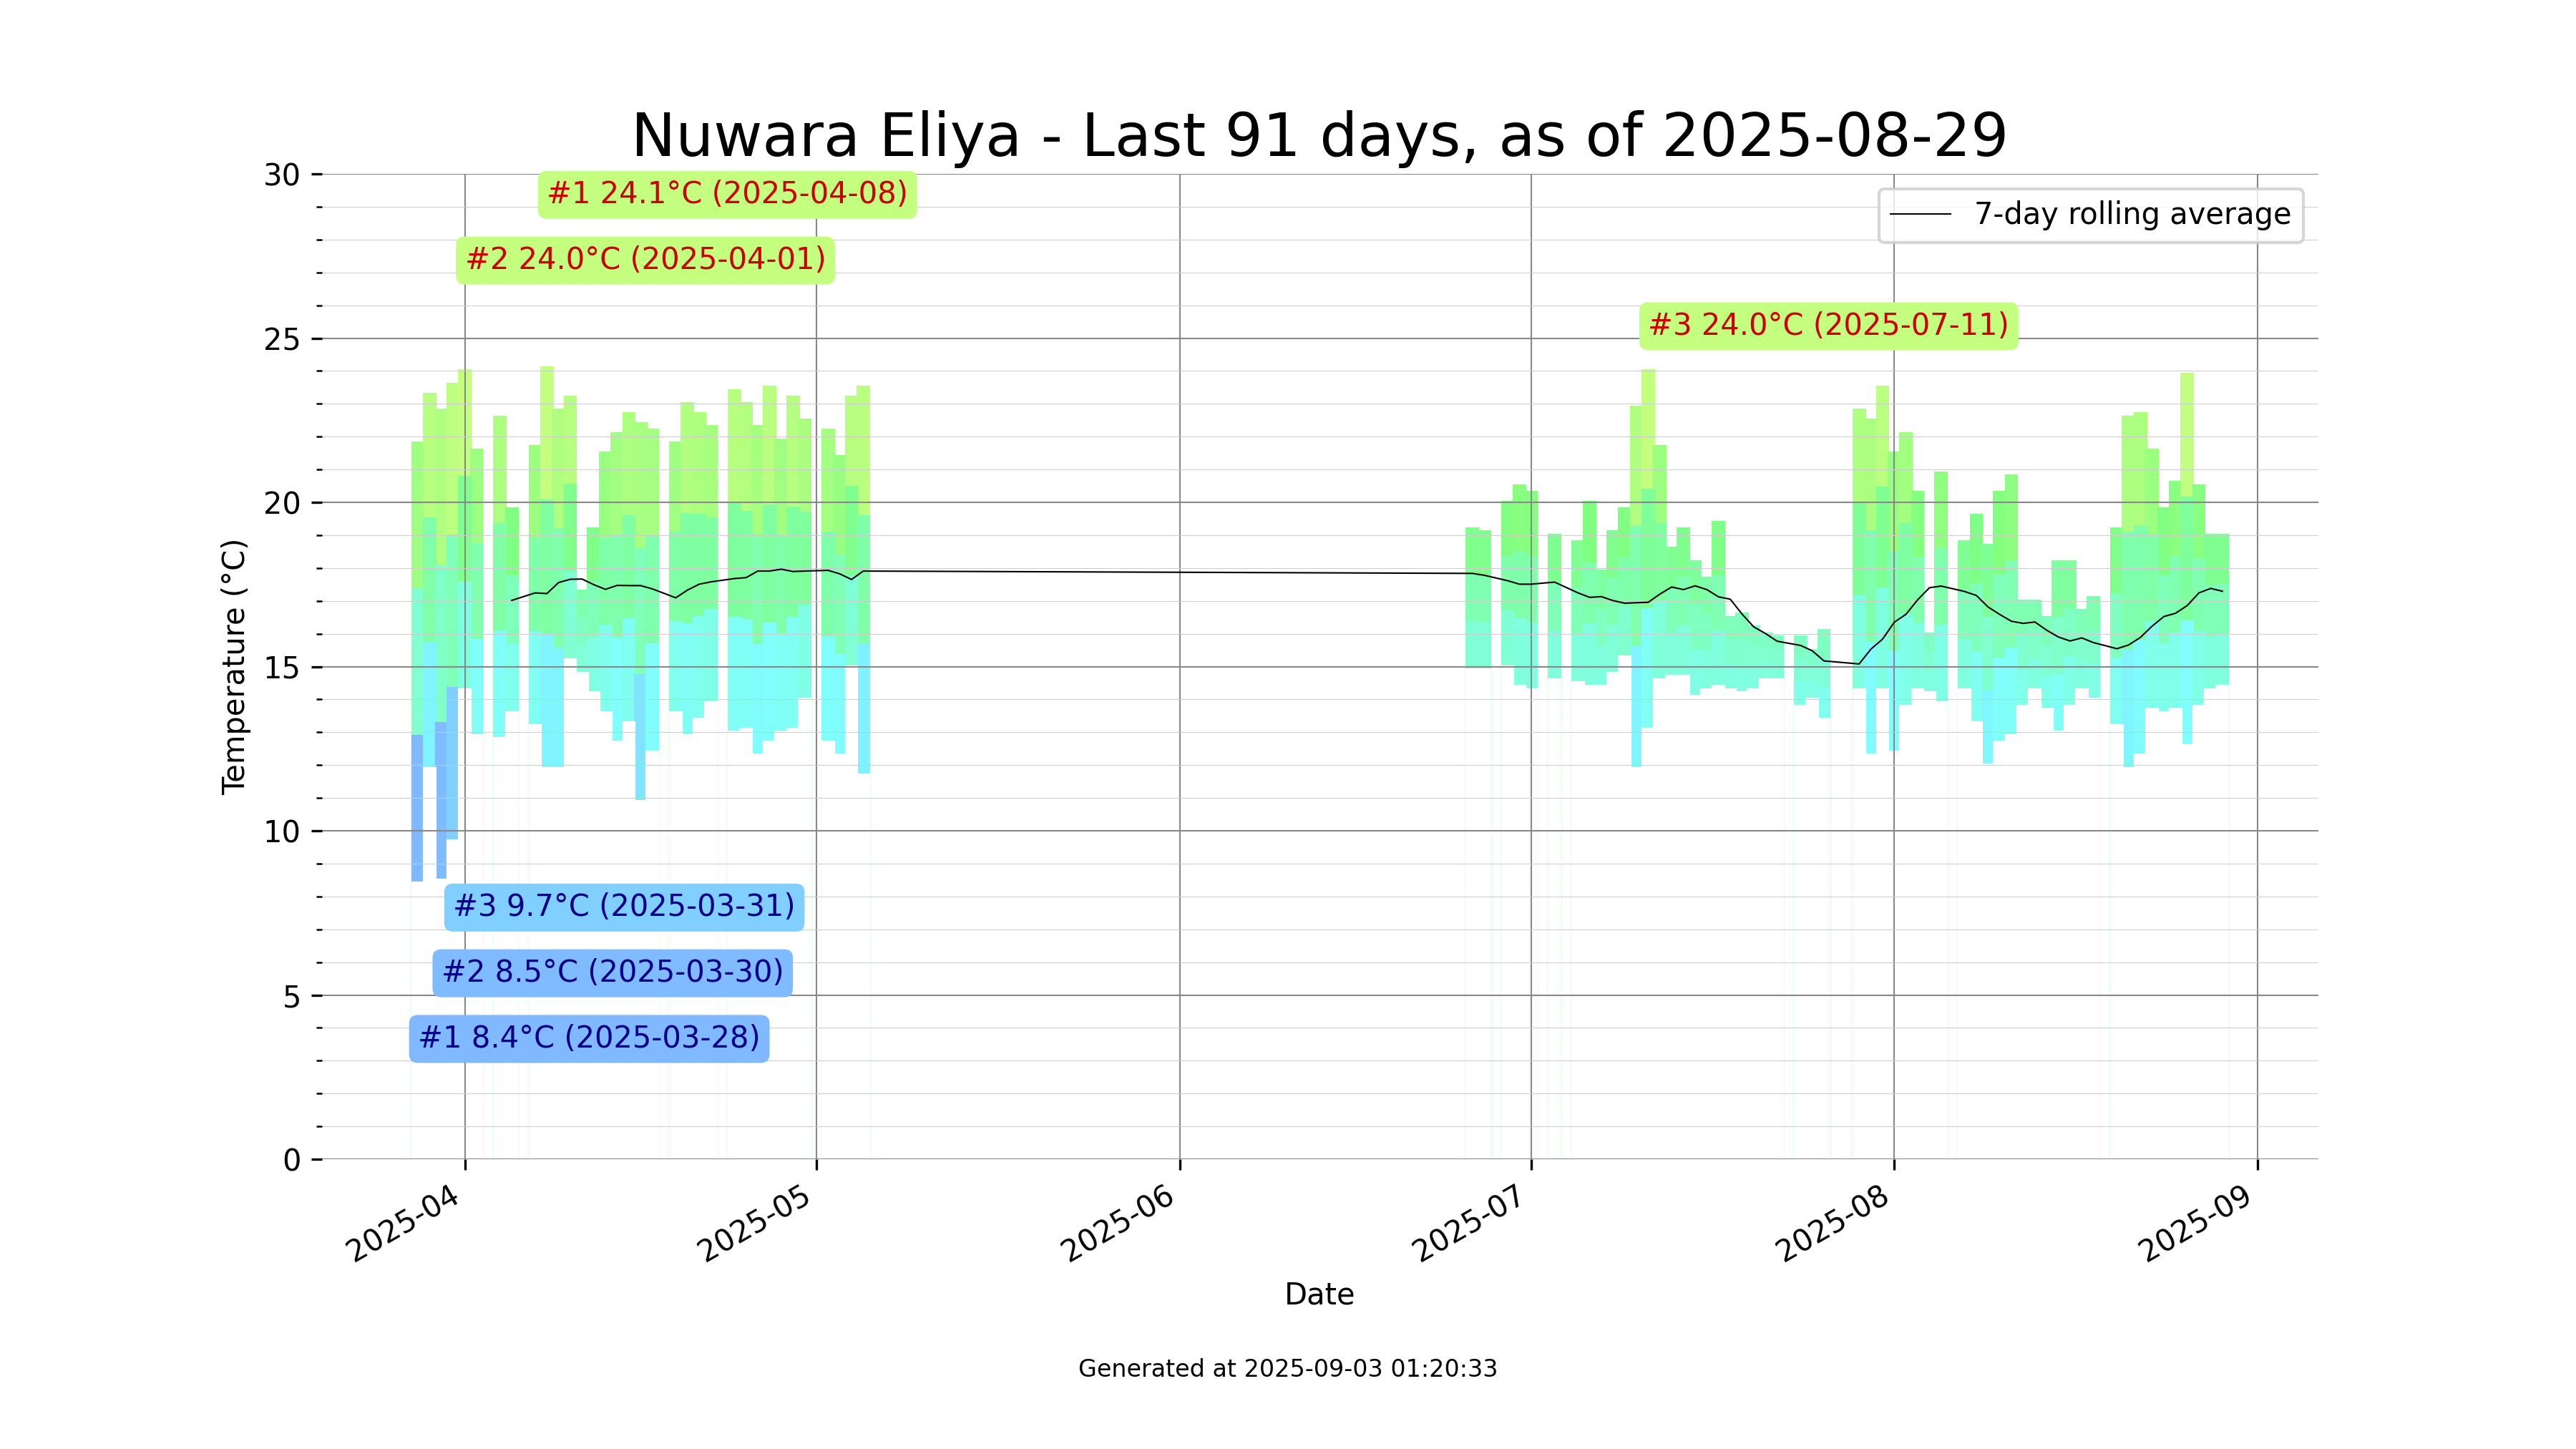 Nuwara Eliya - Last 91 days, as of 2025-08-29
#1 24.1°C (2025-04-08)
#2 24.0°C (2025-04-01)
#3 24.0°C (2025-07-11)
7-day rolling average
Temperature (°C)
30
25
20
15
10
5
0
#3 9.7°C (2025-03-31)
#2 8.5°C (2025-03-30)
#1 8.4°C (2025-03-28)
2025-04
2025-05
2025-06
2025-07
2025-08
2025-09
Date
Generated at 2025-09-03 01:20:33